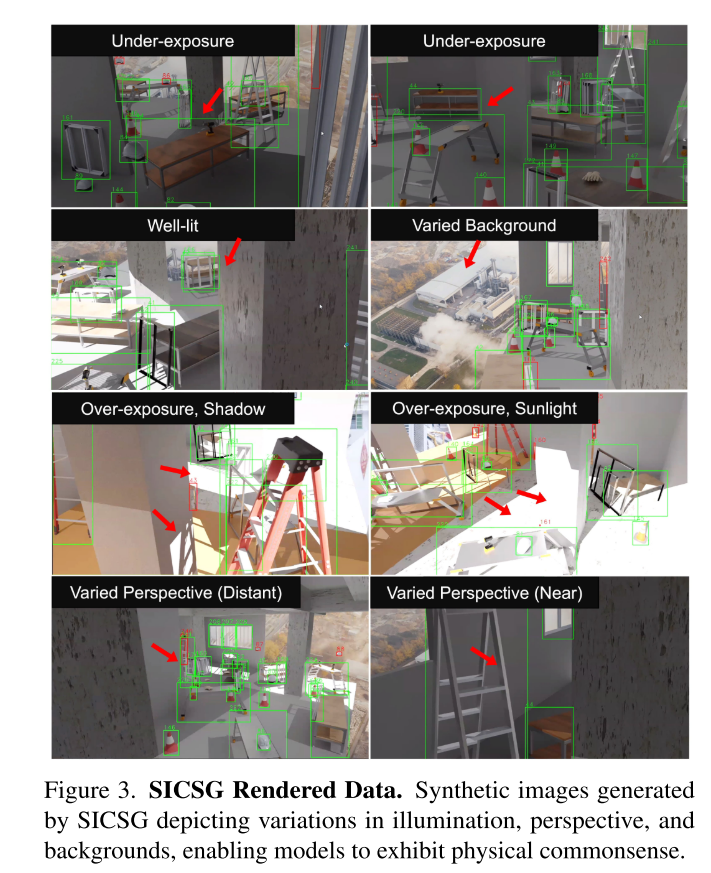 Under-exposure
Under-exposure
Well-lit
Varied Background
Over-exposure, Shadow
Over-exposure, Sunlight
Varied Perspective (Distant)
Varied Perspective (Near)
Figure 3. SICSG Rendered Data. Synthetic images generated
by SICSG depicting variations in illumination, perspective, and
backgrounds, enabling models to exhibit physical commonsense.